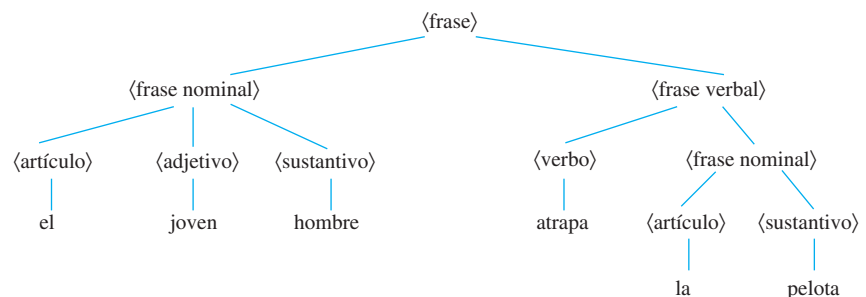 ⟨frase⟩
⟨frase nominal⟩ ⟨frase verbal⟩
⟨artículo⟩ ⟨adjetivo⟩ ⟨sustantivo⟩ ⟨verbo⟩ ⟨frase nominal⟩
el joven hombre atrapa ⟨artículo⟩ ⟨sustantivo⟩
la pelota